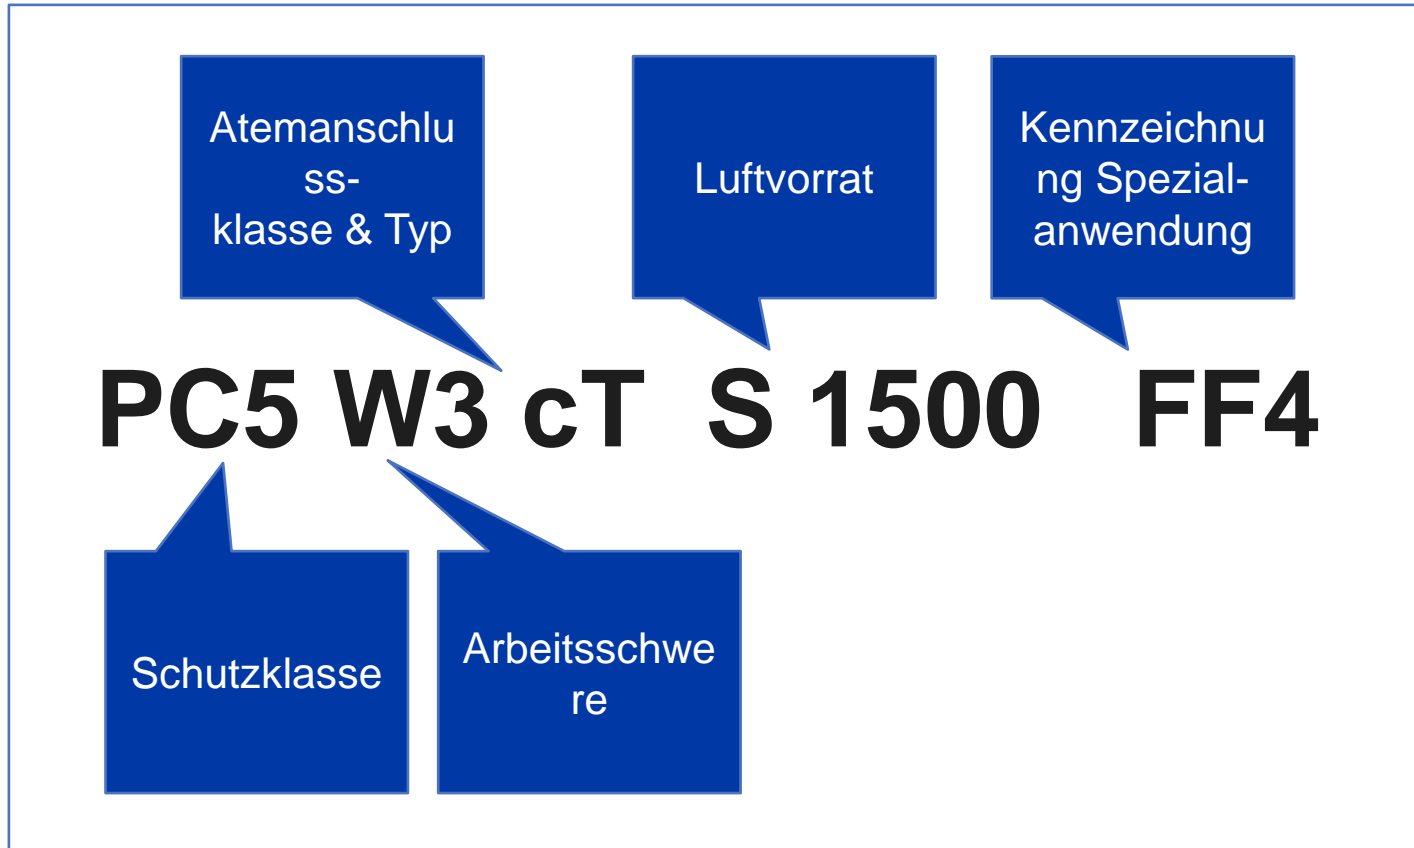 Atemanschlu
ss-
klasse & Typ
Luftvorrat
Kennzeichnu
ng Spezial-
anwendung
PC5 W3 cT S 1500 FF4
Schutzklasse
Arbeitsschwe
re